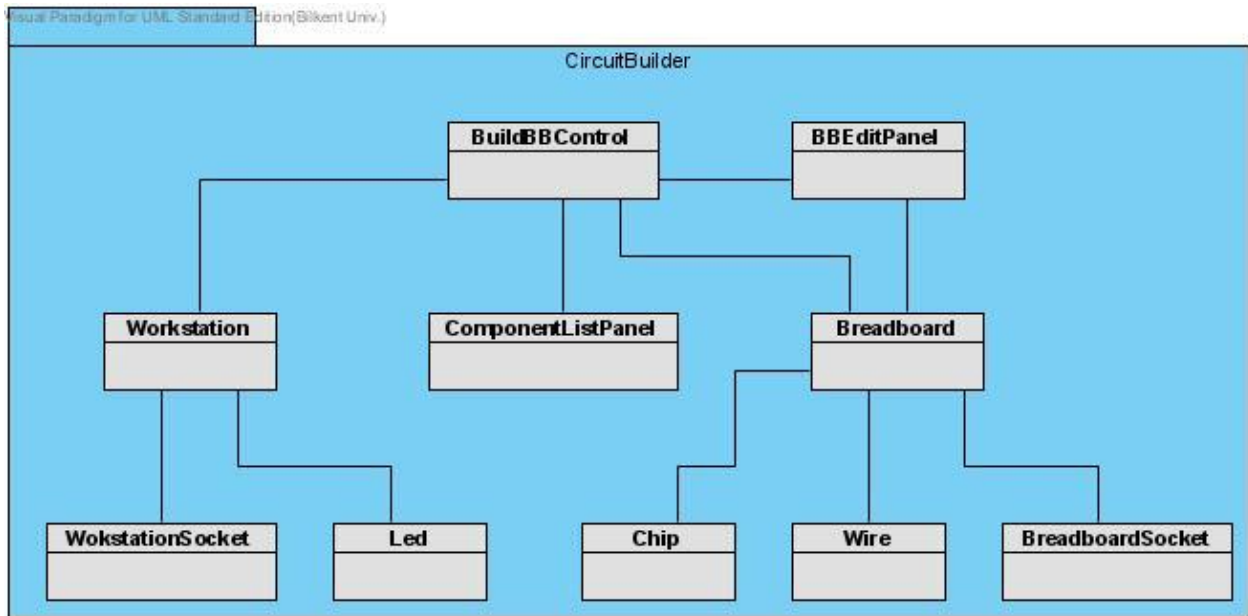 Visual Paradigm for UML Standard Edition(Bilkent Univ.)
CircuitBuilder
BuildBBControl
BBEditPanel
Workstation
ComponentListPanel
Breadboard
WokstationSocket
Led
Chip
Wire
BreadboardSocket